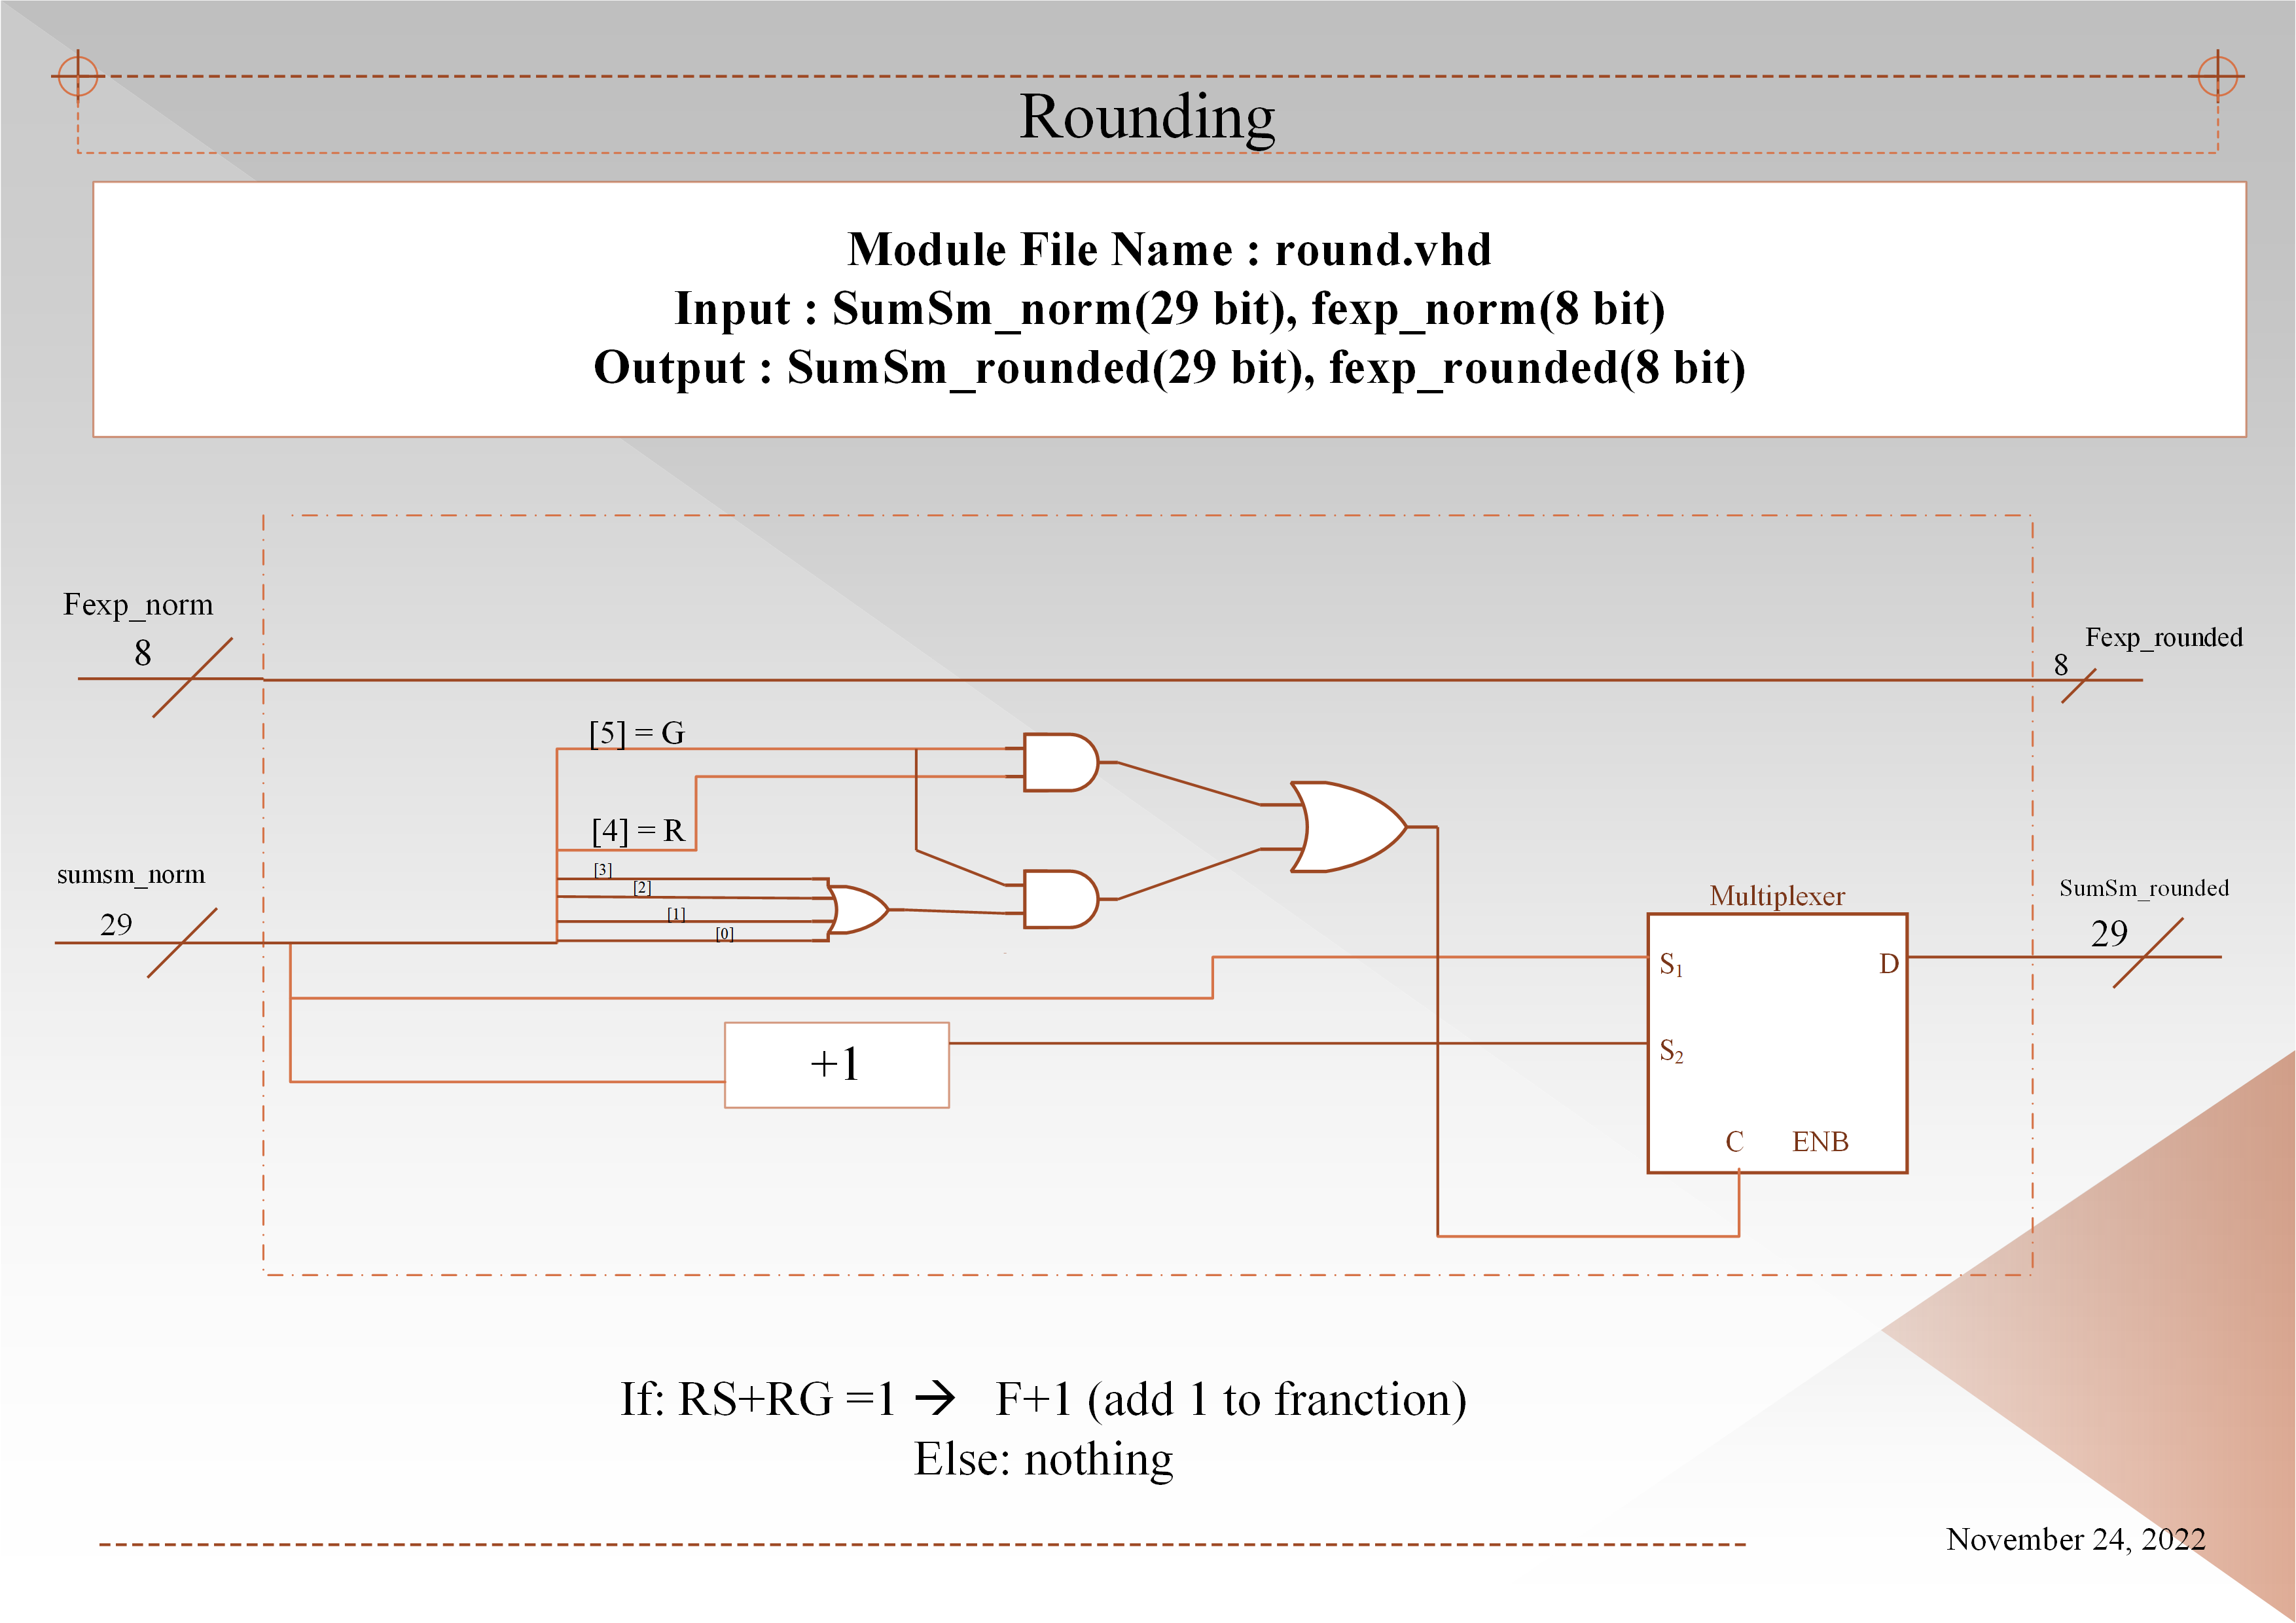 Rounding
Module File Name : round.vhd
Input : SumSm_norm(29 bit), fexp_norm(8 bit)
Output : SumSm_rounded(29 bit), fexp_rounded(8 bit)
Fexp_norm
8
Fexp_rounded
8
[5] = G
[4] = R
[3]
[2]
[1]
[0]
sumsm_norm
29
Multiplexer
S1
D
S2
C ENB
SumSm_rounded
29
+1
If: RS+RG =1 → F+1 (add 1 to franction)
Else: nothing
November 24, 2022